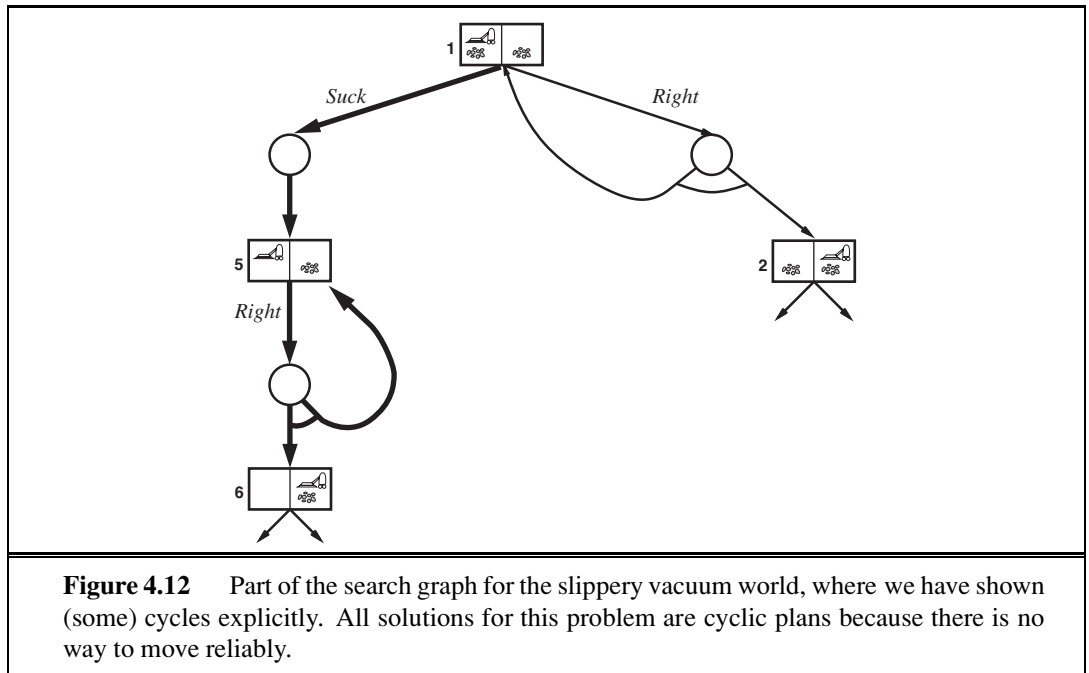 1
Suck
Right
5
2
Right
6
Figure 4.12 Part of the search graph for the slippery vacuum world, where we have shown
(some) cycles explicitly. All solutions for this problem are cyclic plans because there is no
way to move reliably.